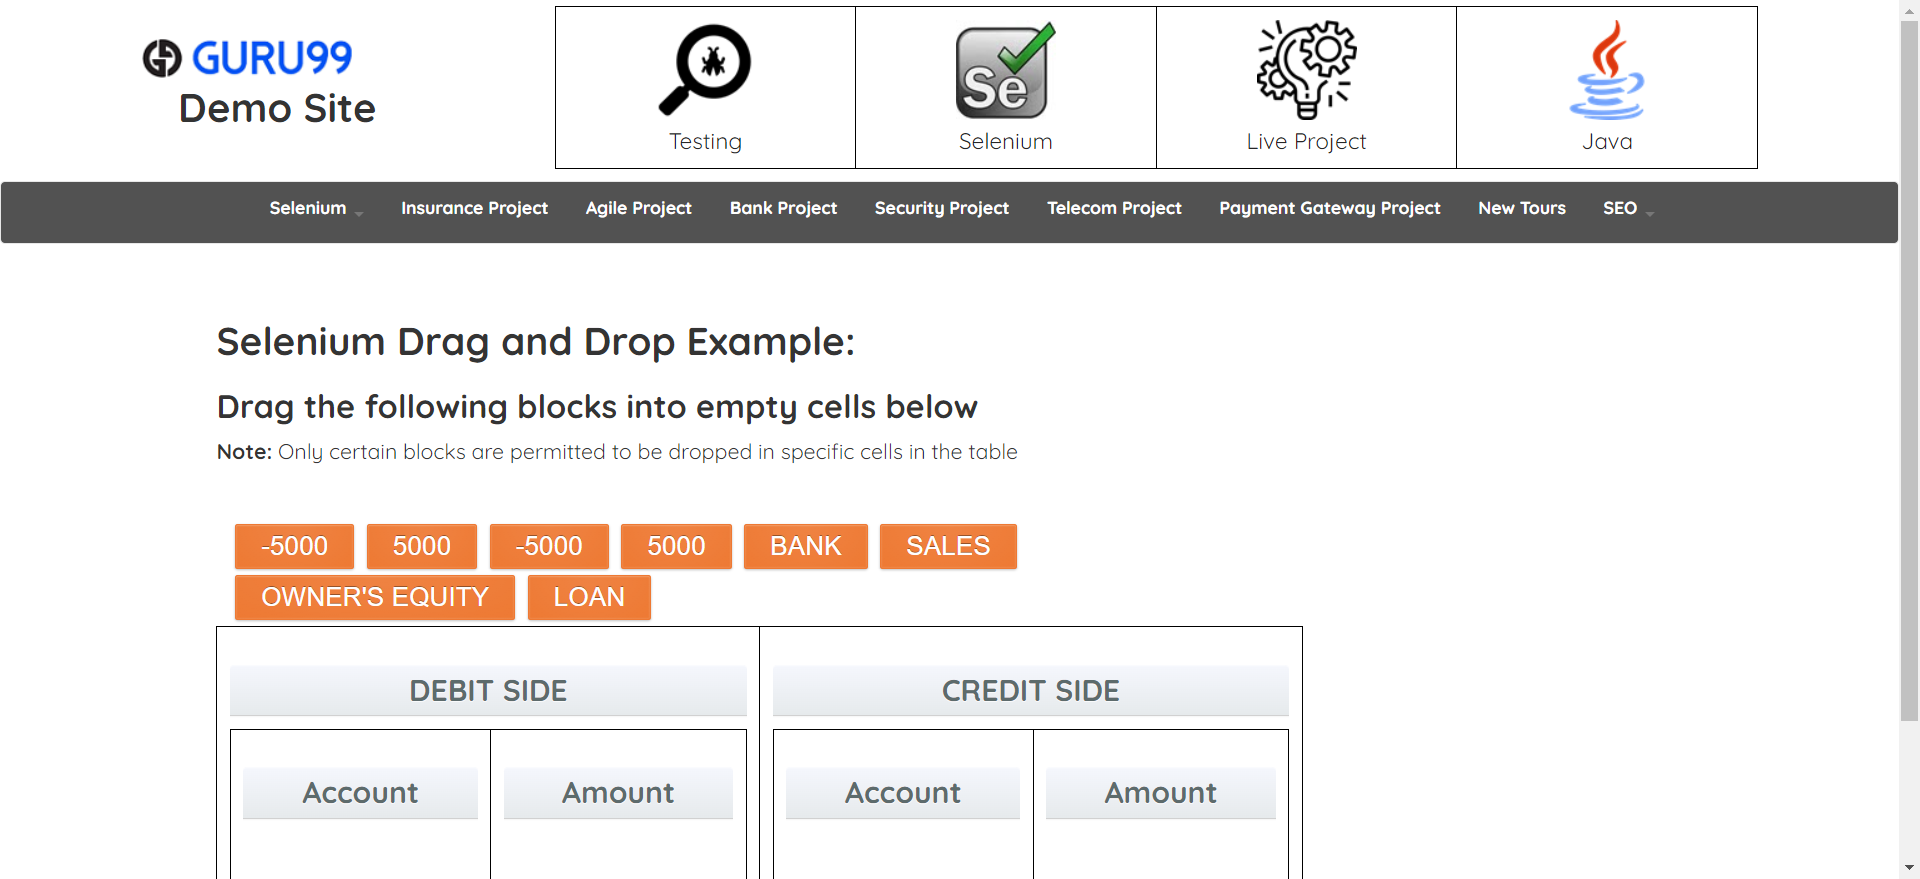 GURU99
Demo Site
Se
Testing
Selenium
Live Project
Java
Selenium
Insurance Project
Agile Project
Bank Project
Security Project
Telecom Project
Payment Gateway Project
New Tours
SEO
Selenium Drag and Drop Example:
Drag the following blocks into empty cells below
Note: Only certain blocks are permitted to be dropped in specific cells in the table
-5000
5000
-5000
5000
BANK
SALES
OWNER'S EQUITY
LOAN
DEBIT SIDE
CREDIT SIDE
Account
Amount
Account
Amount